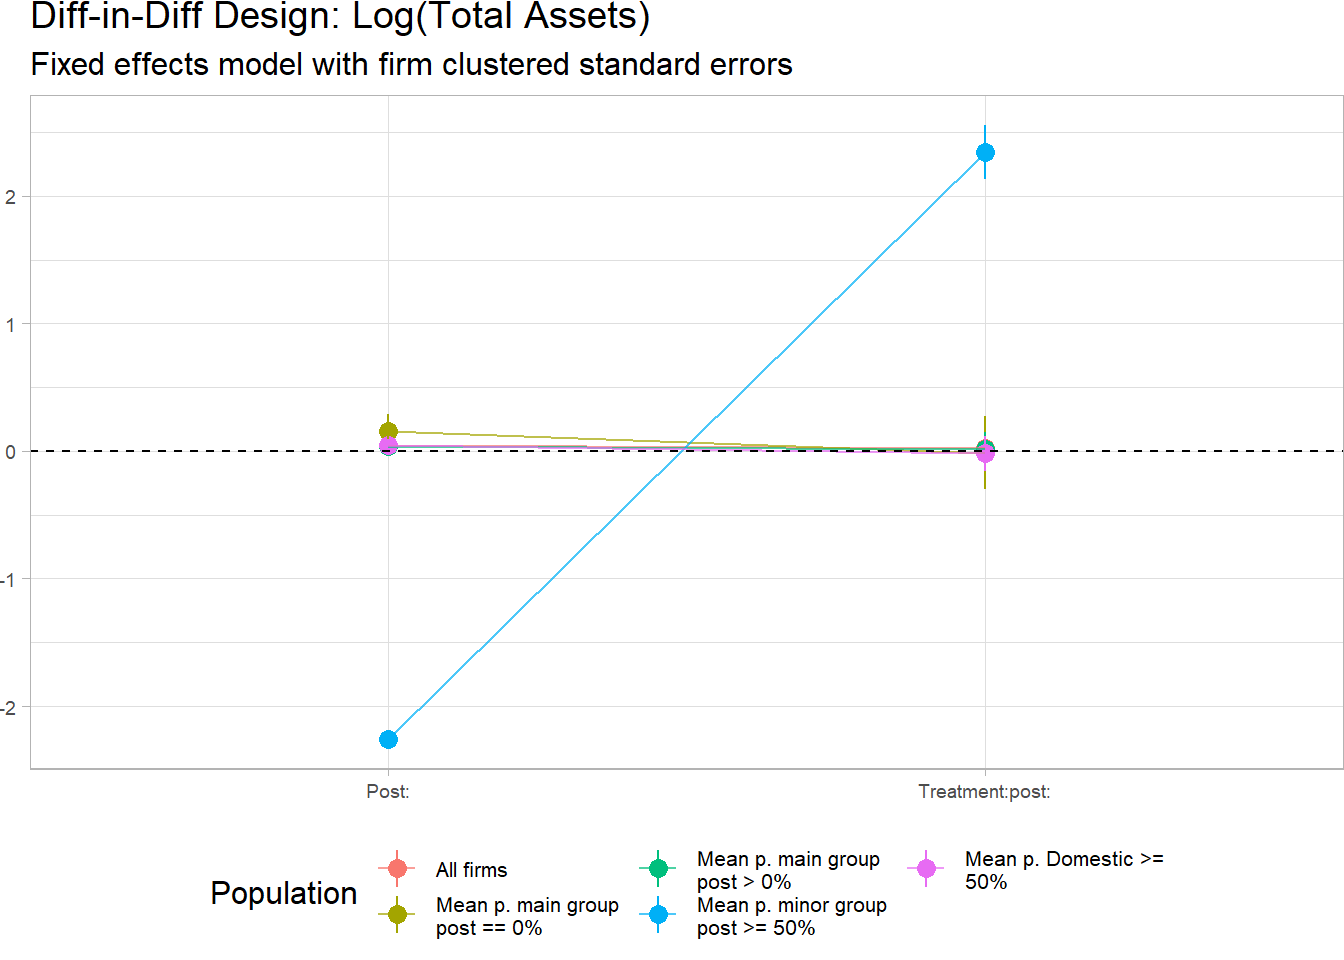 Diff-in-Diff Design: Log(Total Assets)
Fixed effects model with firm clustered standard errors
2
1
0
-1
-2
Post:
Treatment:post:
Population
All firms
Mean p. main group
post == 0%
Mean p. main group
post > 0%
Mean p. minor group
post >= 50%
Mean p. Domestic >=
50%